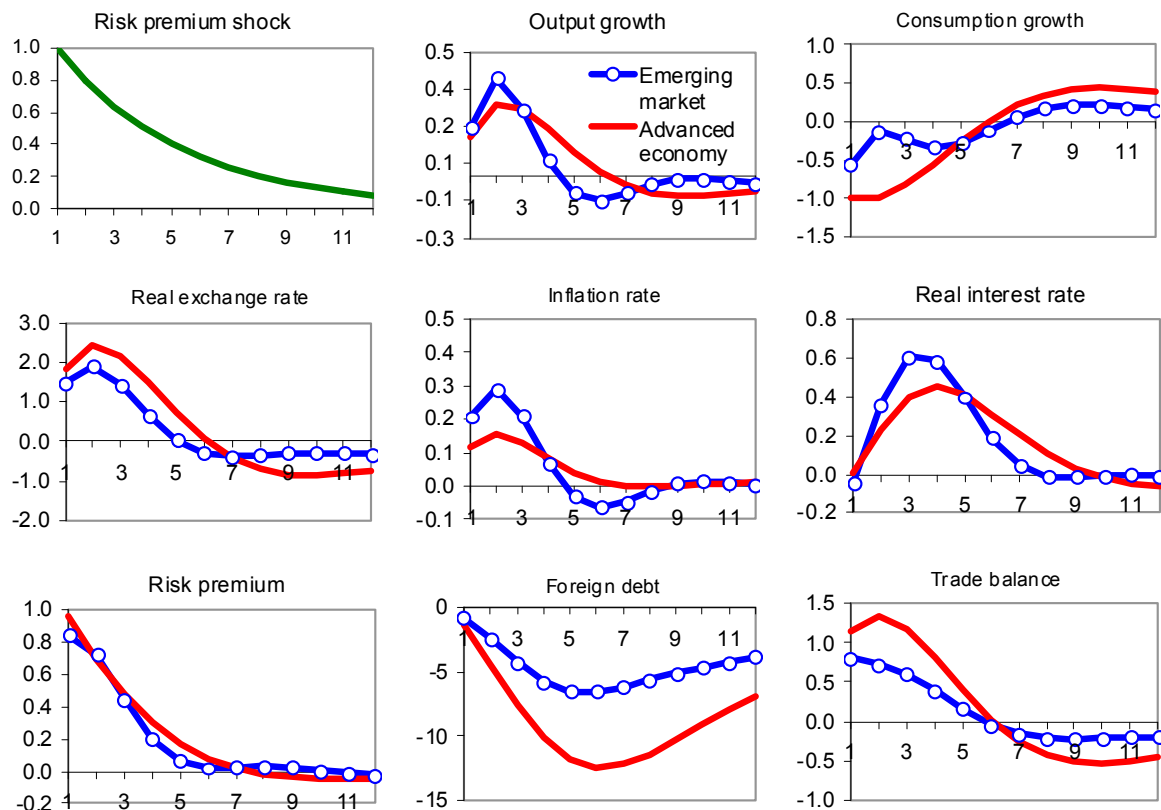 Risk premium shock
1.0
0.8
0.6
0.4
0.2
0.0
1 3 5 7 9 11
Output growth
0.5
0.4
0.2
0.1
-0.1
-0.3
1 3 5 7 9 11
Emerging
market
Advanced
economy
Consumption growth
1.0
0.5
0.0
-0.5
-1.0
-1.5
1 3 5 7 9 11
Real exchange rate
3.0
2.0
1.0
0.0
-1.0
-2.0
1 3 5 7 9 11
Inflation rate
0.5
0.4
0.3
0.2
0.1
0.0
-0.1
1 3 5 7 9 11
Real interest rate
0.8
0.6
0.4
0.2
0.0
-0.2
1 3 5 7 9 11
Risk premium
1.0
0.8
0.6
0.4
0.2
0.0
-0.2
1 3 5 7 9 11
Foreign debt
0
-5
-10
-15
1 3 5 7 9 11
Trade balance
1.5
1.0
0.5
0.0
-0.5
-1.0
1 3 5 7 9 11